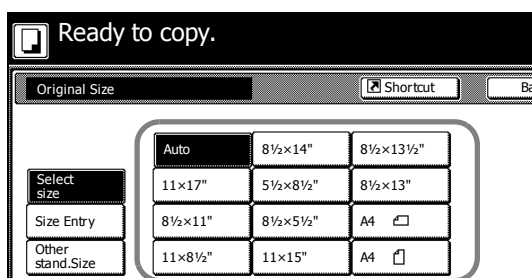 Ready to copy.
Original Size
Shortcut
Ba
Auto
8½×14"
8½×13½"
Select
size
11×17"
5½×8½"
8½×13"
Size Entry
8½×11"
8½×5½"
A4
Other
stand.Size
11×8½"
11×15"
A4